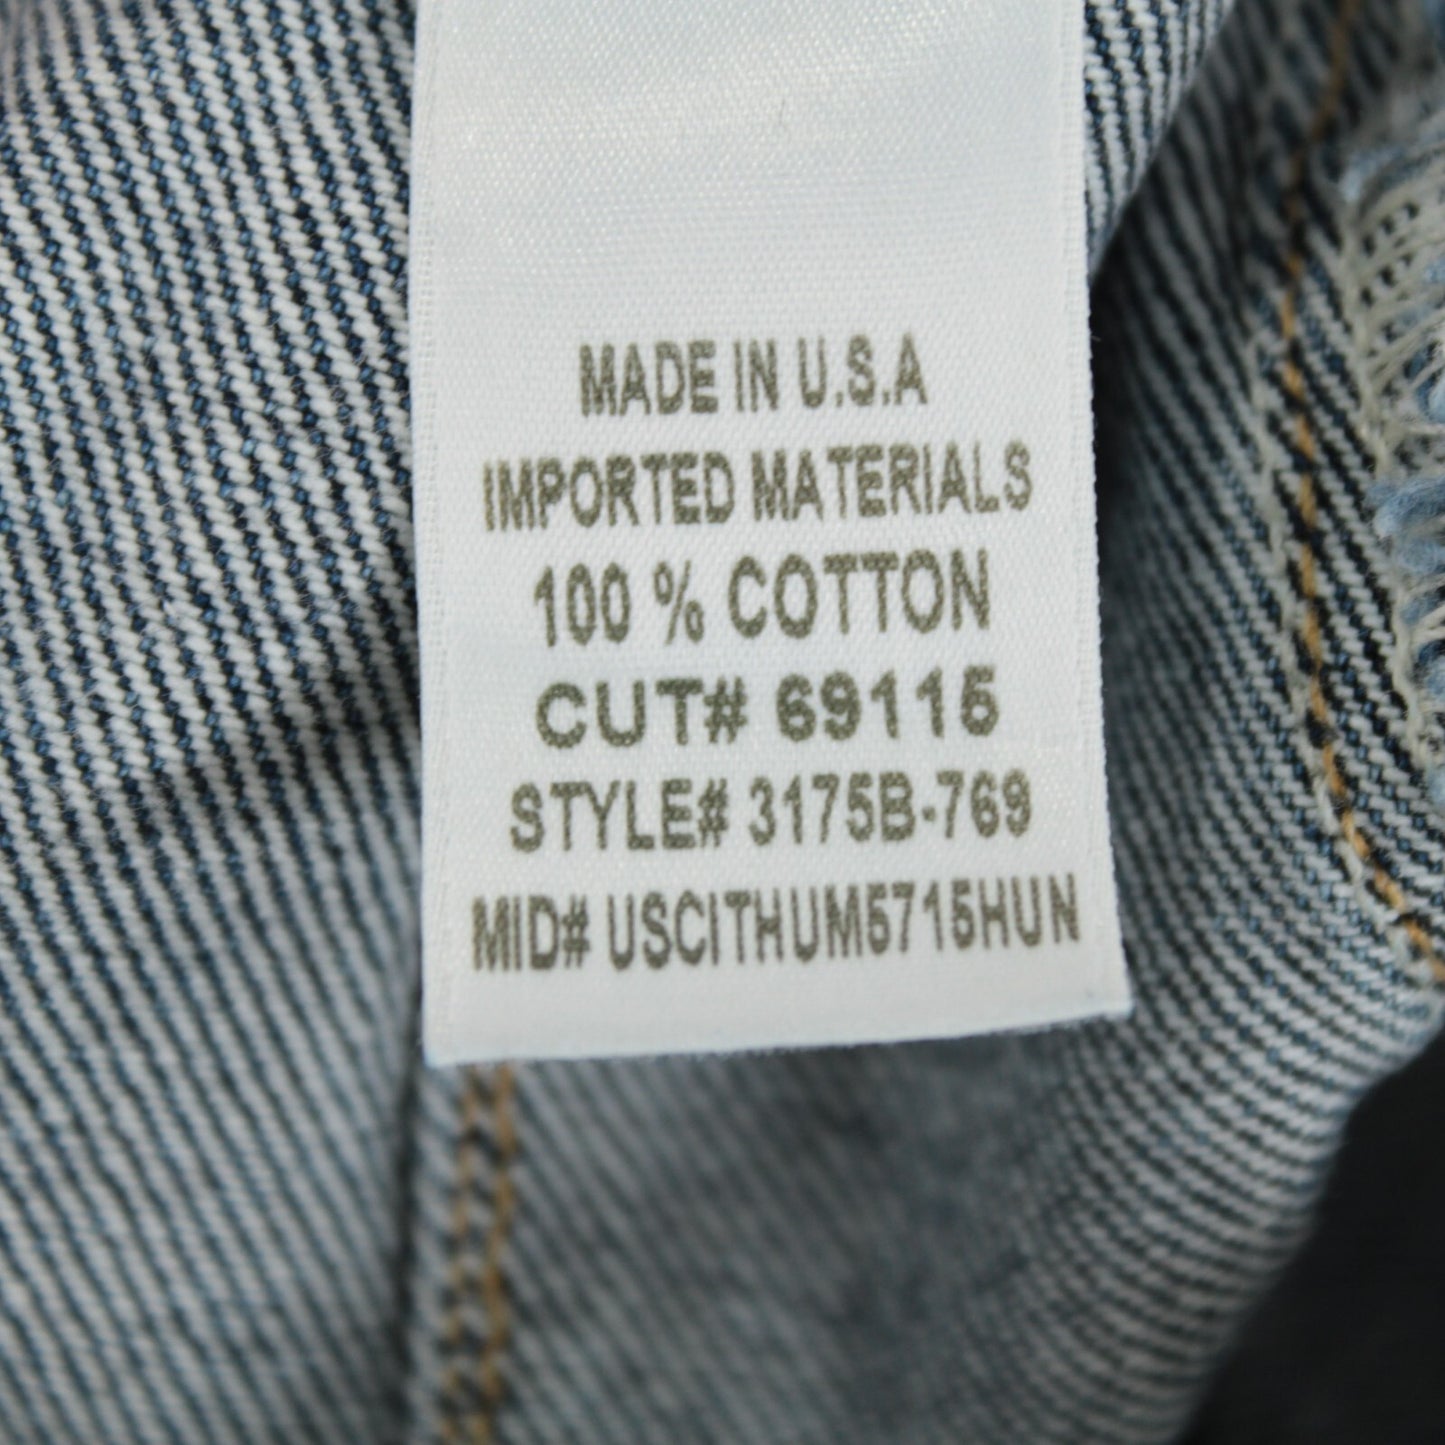 MADE IN U.S.A
IMPORTED MATERIALS
100 % COTTON
CUT# 69115
STYLE# 3175B-769
MID# USCITHUM5715HUN